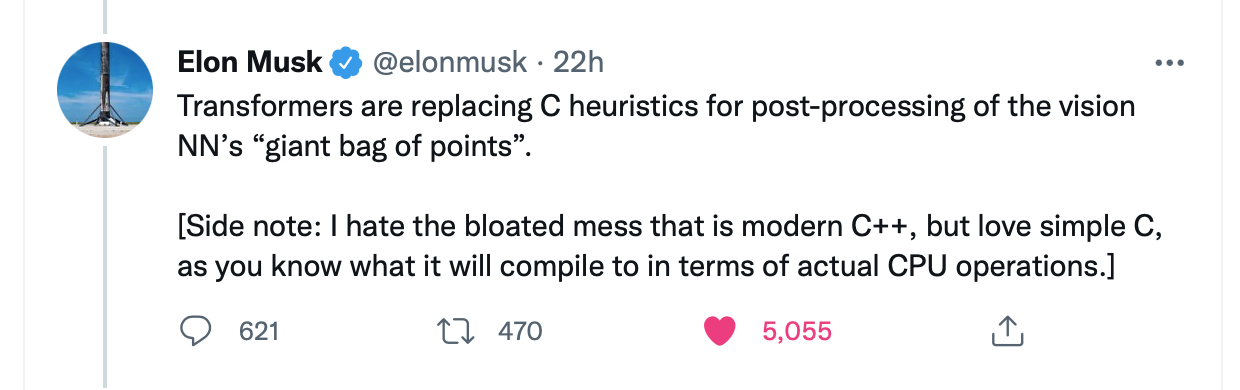 Elon Musk @elonmusk · 22h
Transformers are replacing C heuristics for post-processing of the vision
NN’s “giant bag of points”.
[Side note: I hate the bloated mess that is modern C++, but love simple C,
as you know what it will compile to in terms of actual CPU operations.]
621 470 5,055